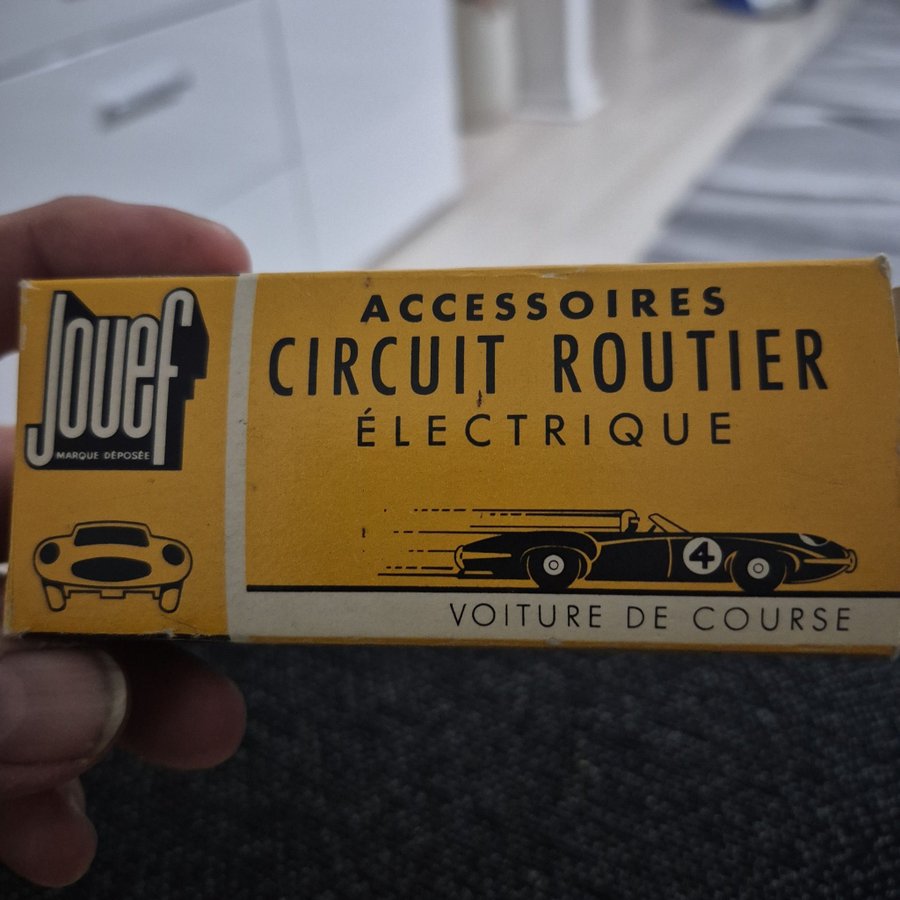 Jouef
MARQUE DÉPOSÉE
ACCESSOIRES
CIRCUIT ROUTIER
ÉLECTRIQUE
4
VOITURE DE COURSE